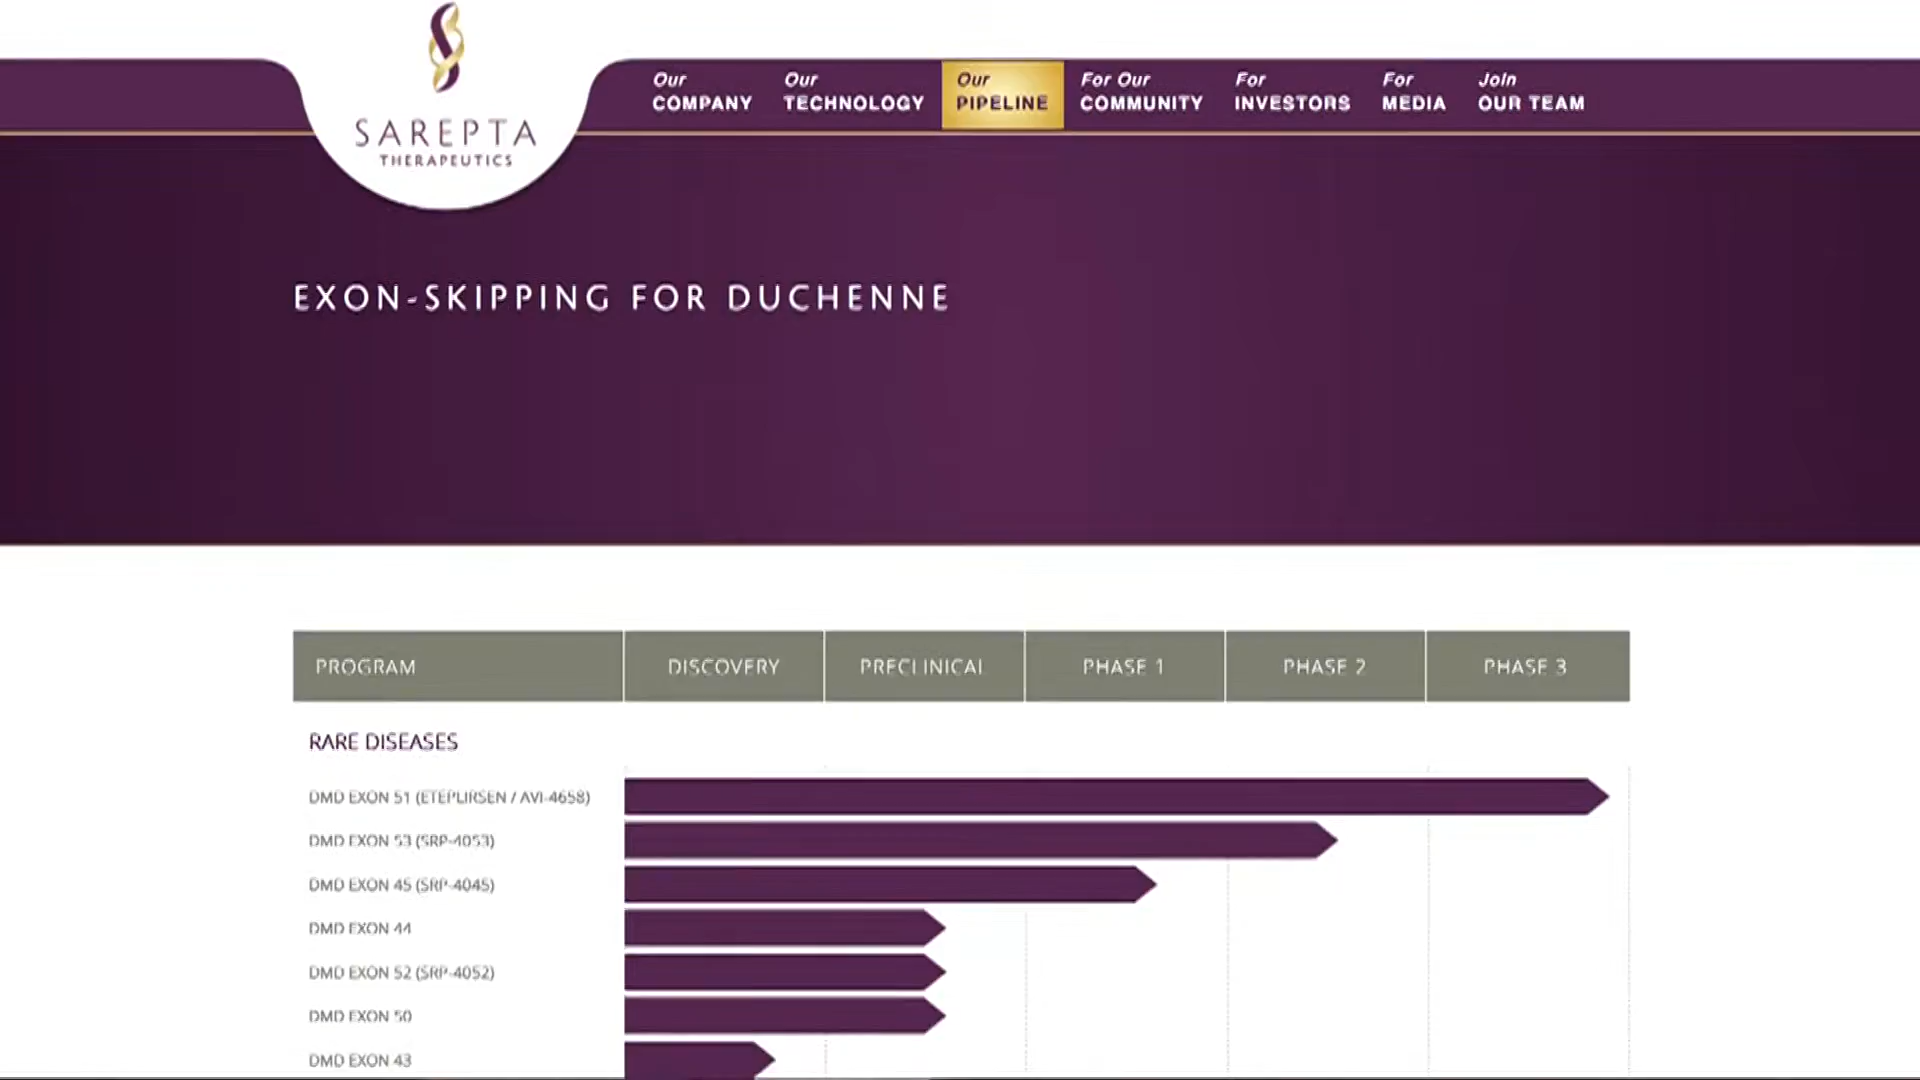 SAREPTA
THERAPEUTICS
Our
COMPANY
Our
TECHNOLOGY
Our
PIPELINE
For Our
COMMUNITY
For
INVESTORS
For
MEDIA
Join
OUR TEAM
EXON-SKIPPING FOR DUCHENNE
PROGRAM DISCOVERY PRECLINICAL PHASE 1 PHASE 2 PHASE 3
RARE DISEASES
DMD EXON 51 (ETEPLIRSEN / AVI-4658)
DMD EXON 53 (SRP-4053)
DMD EXON 45 (SRP-4045)
DMD EXON 44
DMD EXON 52 (SRP-4052)
DMD EXON 50
DMD EXON 43